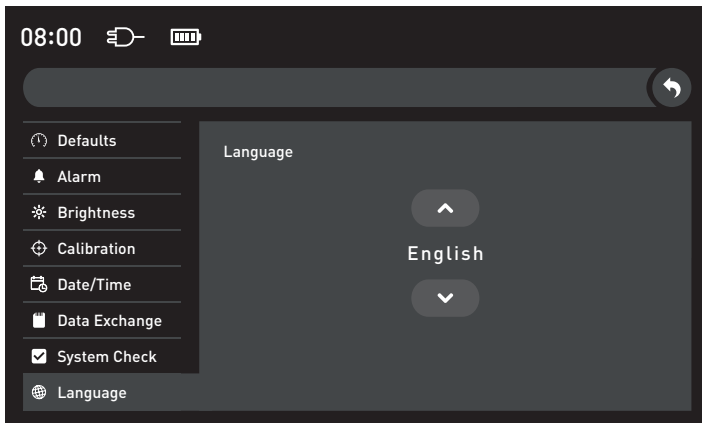 08:00
Defaults
Alarm
Brightness
Calibration
Date/Time
Data Exchange
System Check
Language
Language
English